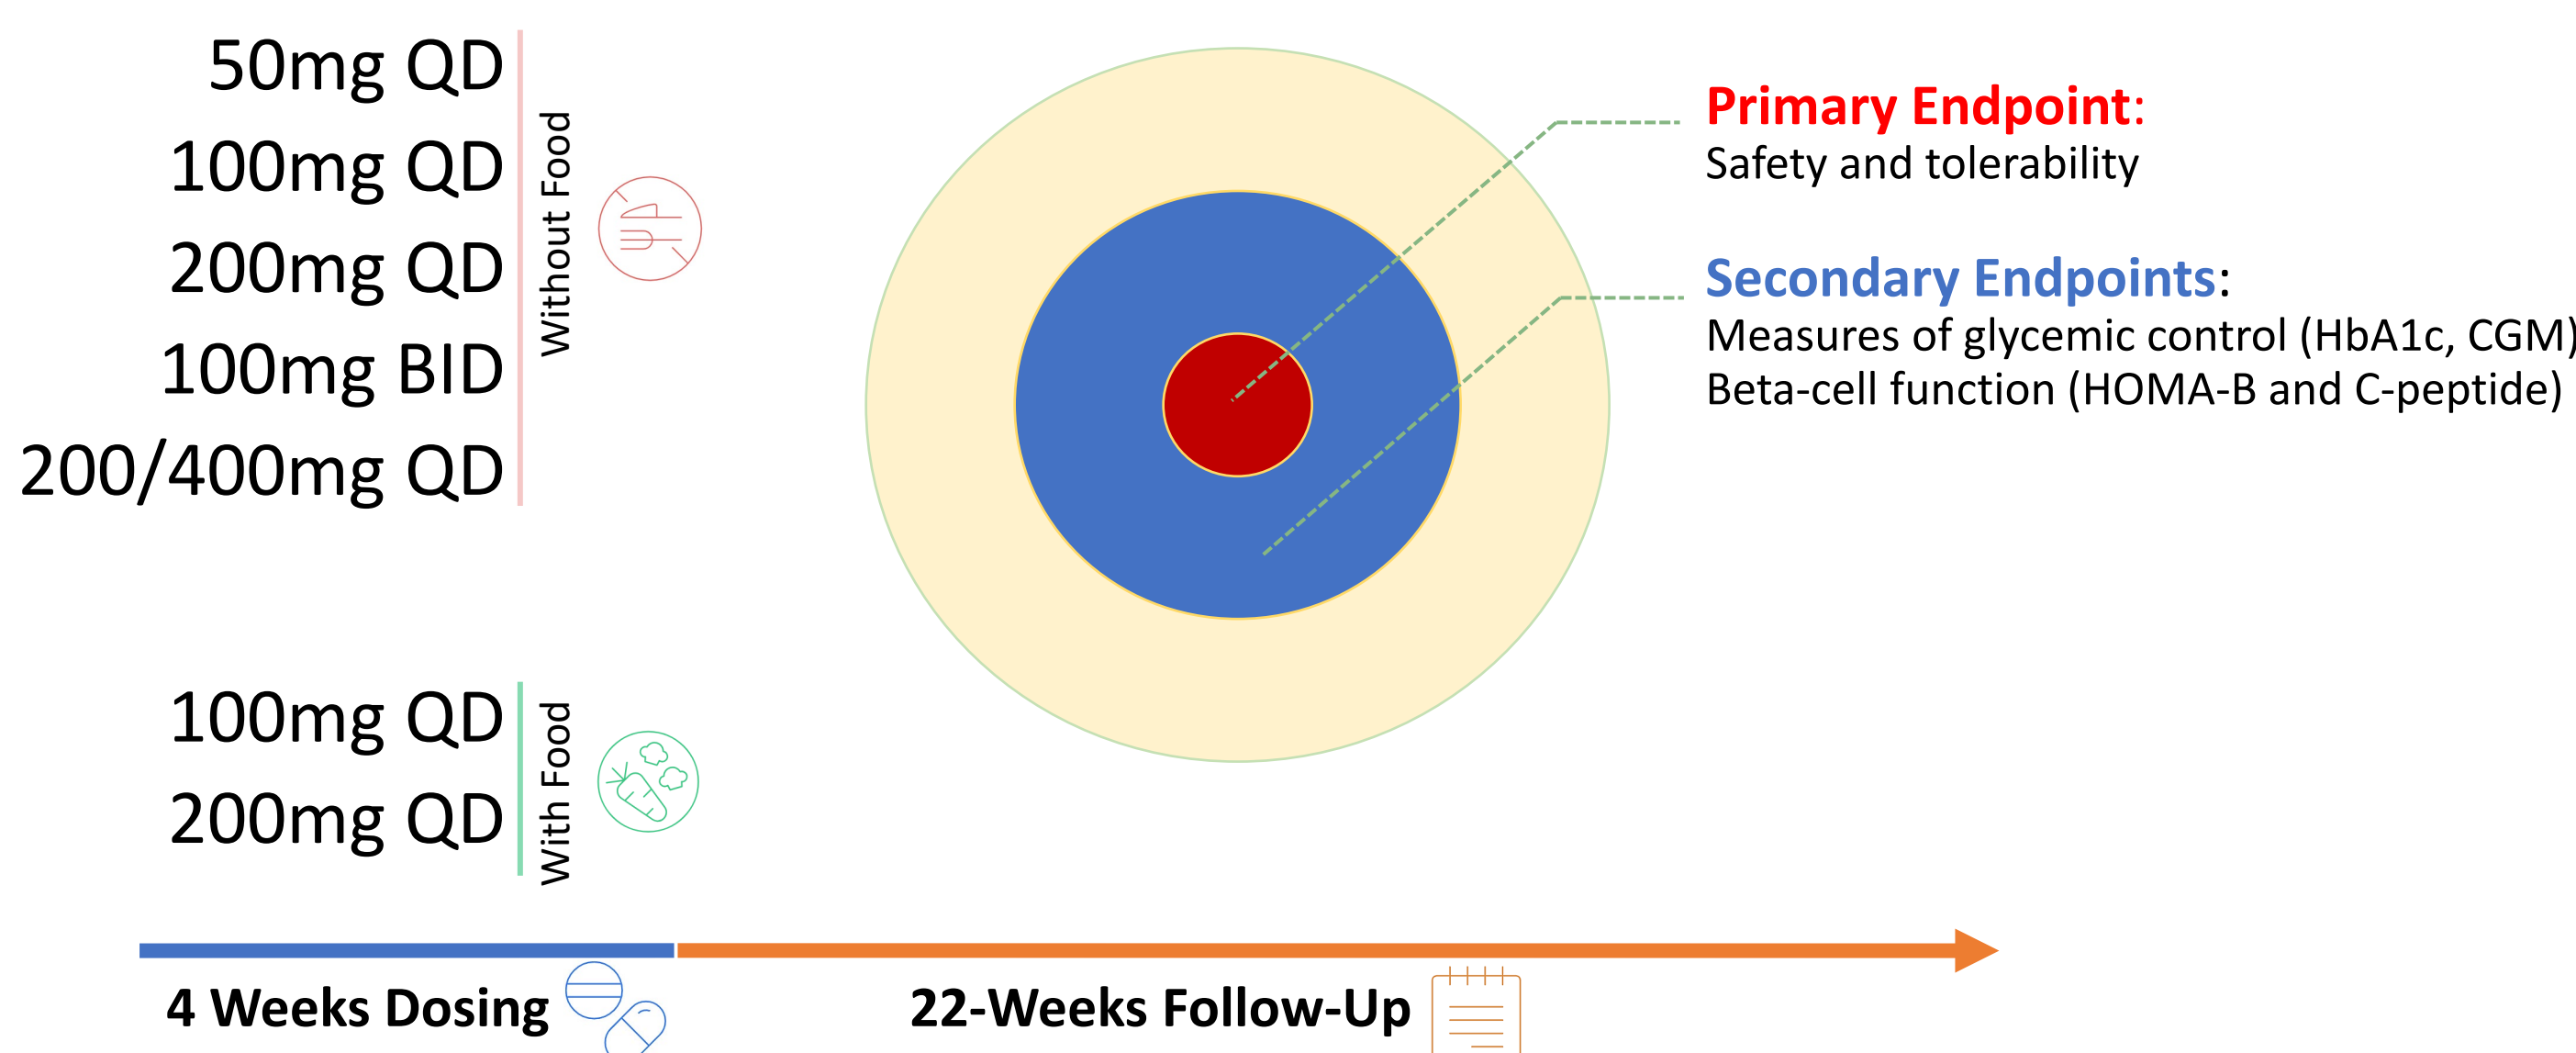 50mg QD
100mg QD
200mg QD
100mg BID
200/400mg QD
Without Food
100mg QD
200mg QD
With Food
Primary Endpoint:
Safety and tolerability
Secondary Endpoints:
Measures of glycemic control (HbA1c, CGM)
Beta-cell function (HOMA-B and C-peptide)
4 Weeks Dosing
22-Weeks Follow-Up